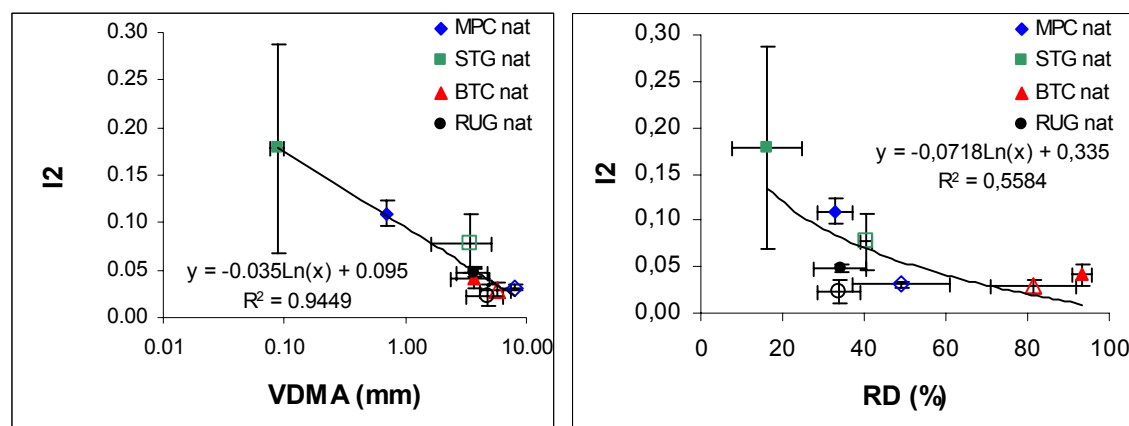 0.30
0.25
0.20
0.15
0.10
0.05
0.00
I2
MPC nat
STG nat
BTC nat
RUG nat
y = -0.035Ln(x) + 0.095
R² = 0.9449
0.01
0.10
1.00
10.00
VDMA (mm)
0,35
0,30
0,25
0,20
0,15
0,10
0,05
0,00
I2
MPC nat
STG nat
BTC nat
RUG nat
y = -0,0718Ln(x) + 0,335
R² = 0,5584
0
20
40
60
80
100
RD (%)